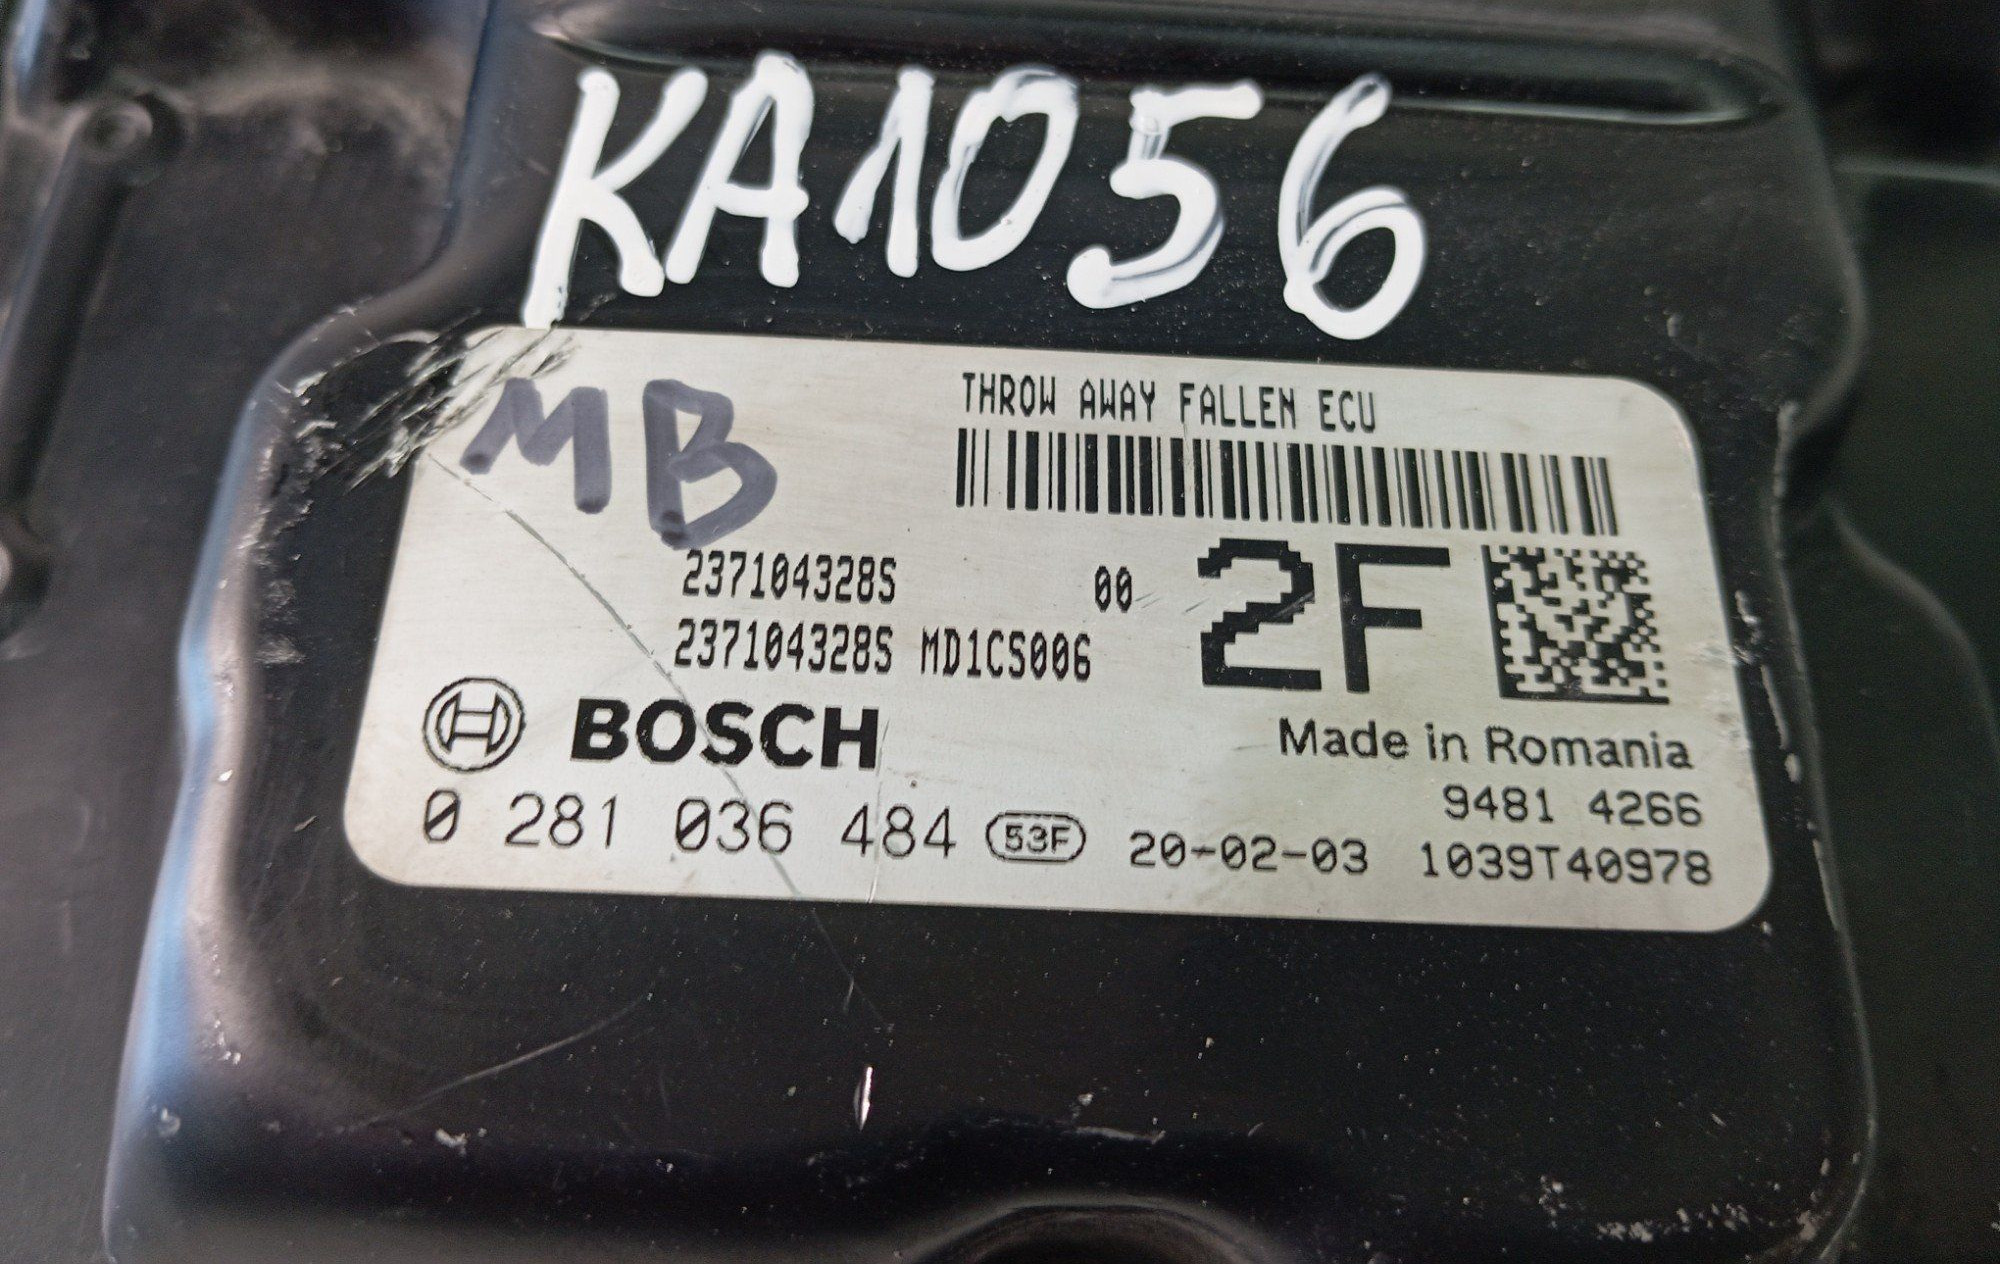 KA1056
MB
THROW AWAY FALLEN ECU
237104328S 00
237104328S MD1CS006
2F
BOSCH
Made in Romania
9481 4266
0 281 036 484 53F 20-02-03 1039T40978